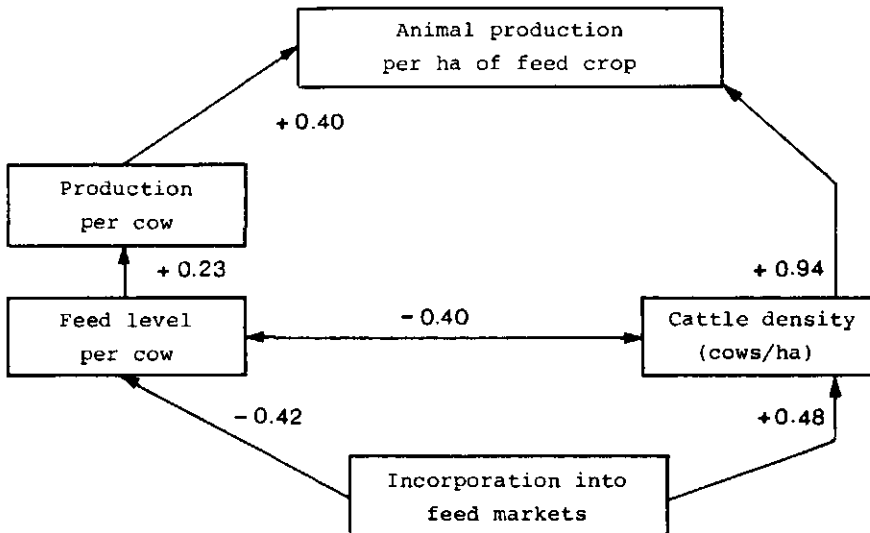 Animal production
per ha of feed crop
+ 0.40
Production
per cow
+ 0.23
+ 0.94
Feed level
per cow
- 0.40
Cattle density
(cows/ha)
- 0.42
+0.48
Incorporation into
feed markets